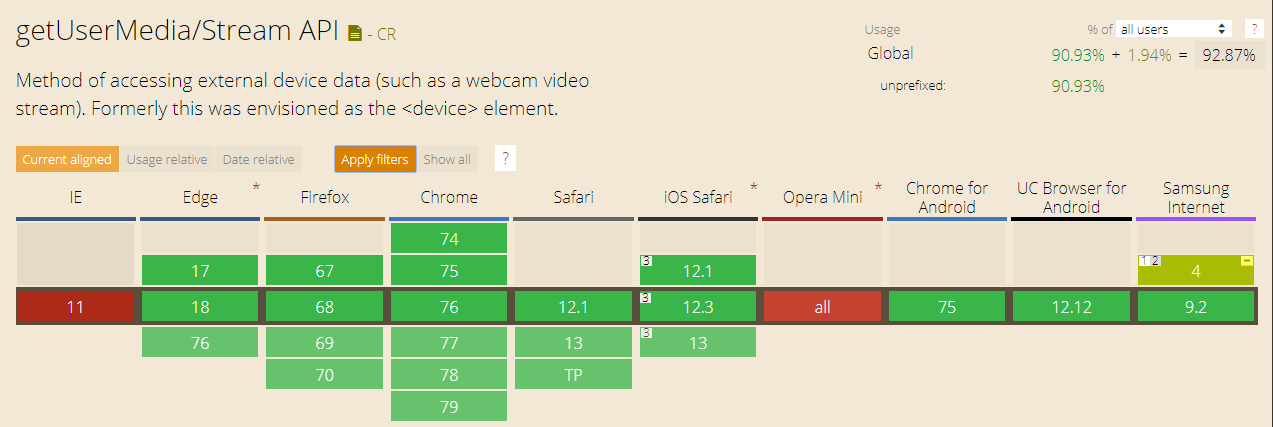 getUserMedia/Stream API - CR
Usage % of all users ?
Global 90.93% + 1.94% = 92.87%
unprefixed: 90.93%
Method of accessing external device data (such as a webcam video
stream). Formerly this was envisioned as the <device> element.
Current aligned Usage relative Date relative Apply filters Show all ?
IE Edge * Firefox Chrome Safari iOS Safari * Opera Mini * Chrome for Android UC Browser for Android Samsung Internet
74
17 67 75 3 12.1 1 2 4 -
11 18 68 76 12.1 3 12.3 all 75 12.12 9.2
76 69 77 13 3 13
70 78 TP
79